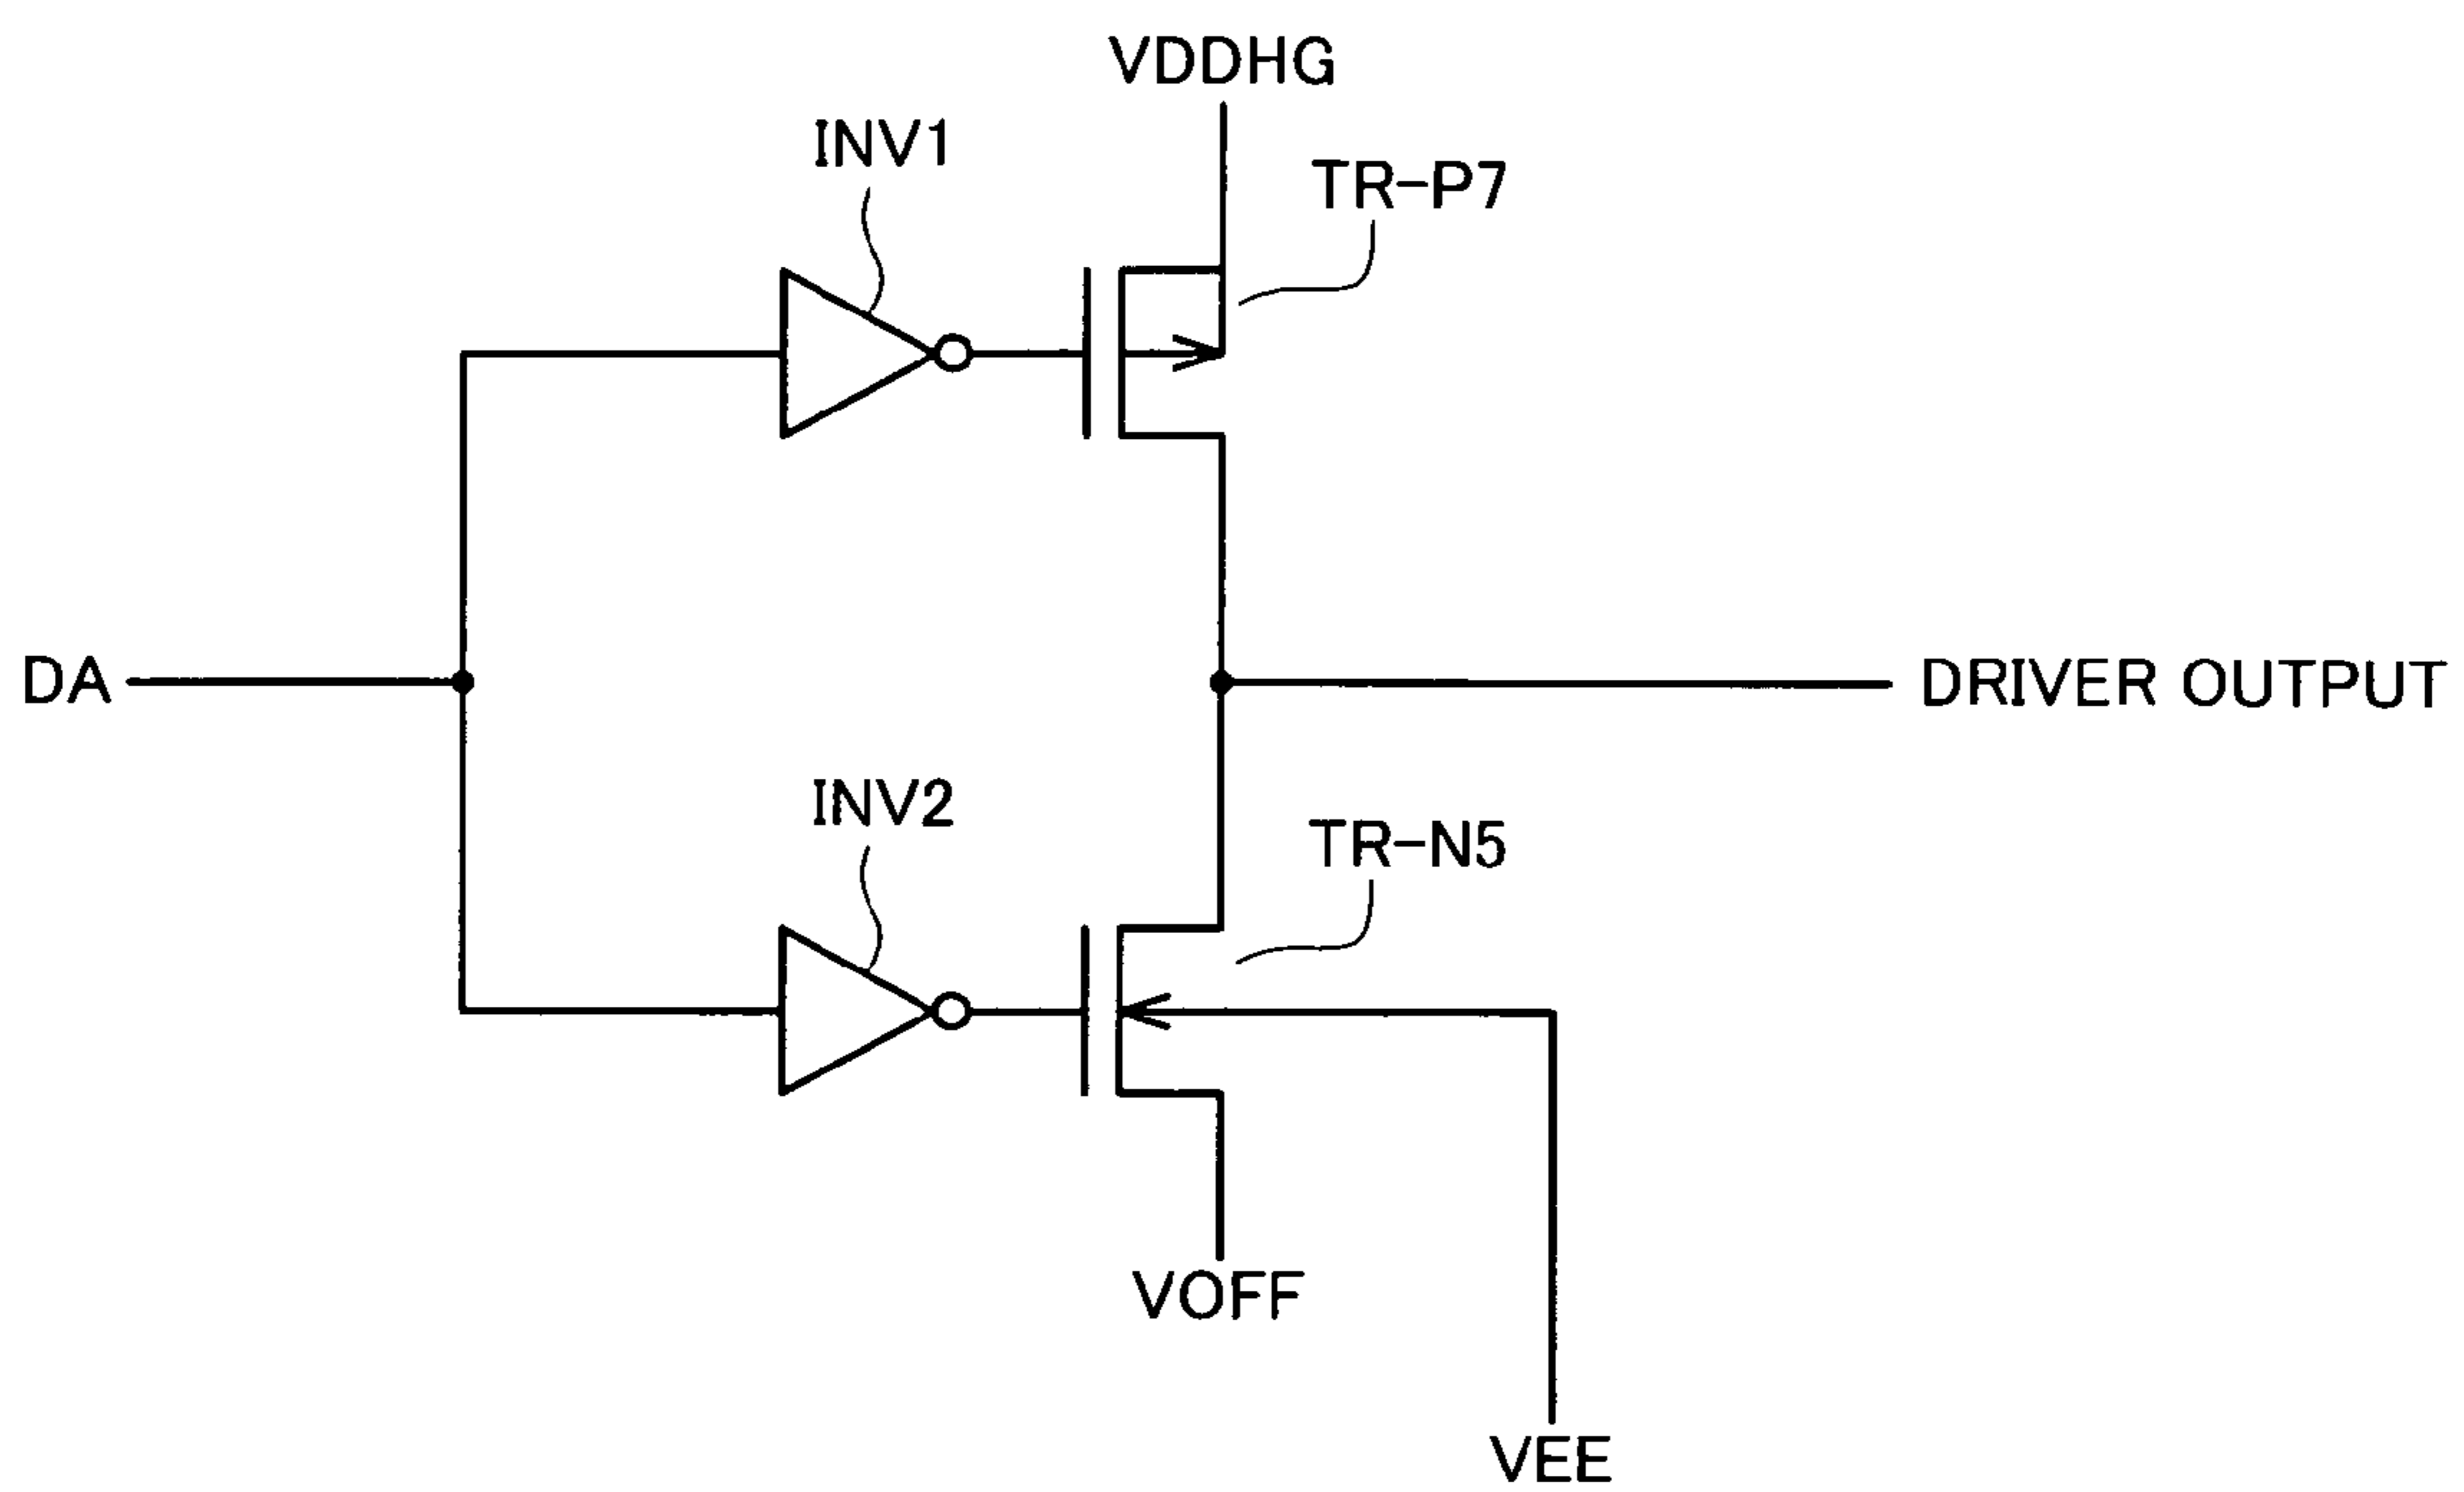 VDDHG
INV1
TR-P7
DA
DRIVER OUTPUT
INV2
TR-N5
VOFF
VEE